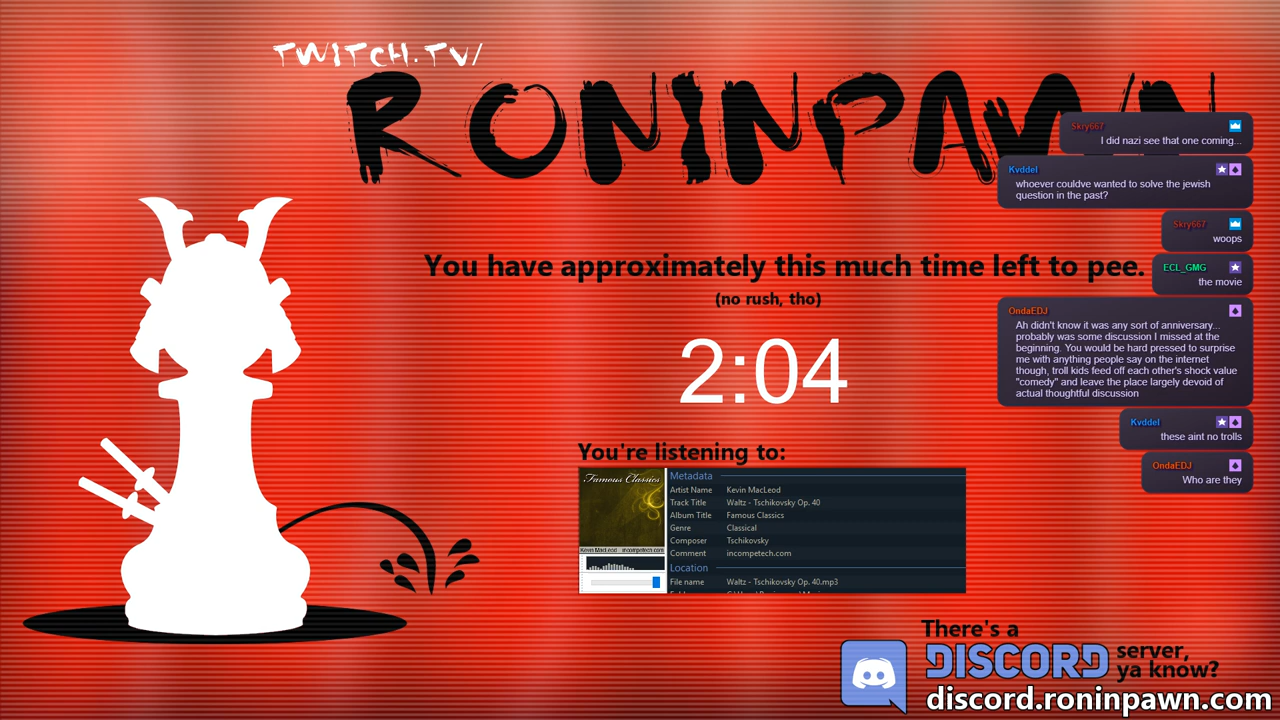 TWITCH.TV/
RONINPAWN
Skry667
I did nazi see that one coming...
Kvddel
whoever couldve wanted to solve the jewish
question in the past?
Skry667
woops
You have approximately this much time left to pee.
ECL_GMG
the movie
(no rush, tho)
OndaEDJ
Ah didn't know it was any sort of anniversary...
probably was some discussion I missed at the
beginning. You would be hard pressed to surprise
me with anything people say on the internet
though, troll kids feed off each other's shock value
"comedy" and leave the place largely devoid of
actual thoughtful discussion
2:04
Kvddel
these aint no trolls
OndaEDJ
Who are they
You're listening to:
Famous Classics
Kevin MacLeod incompetech.com
Metadata
Artist Name Kevin MacLeod
Track Title Waltz - Tschikovsky Op. 40
Album Title Famous Classics
Genre Classical
Composer Tschikovsky
Comment incompetech.com
Location
File name Waltz - Tschikovsky Op. 40.mp3
There's a
DISCORD
server,
ya know?
discord.roninpawn.com